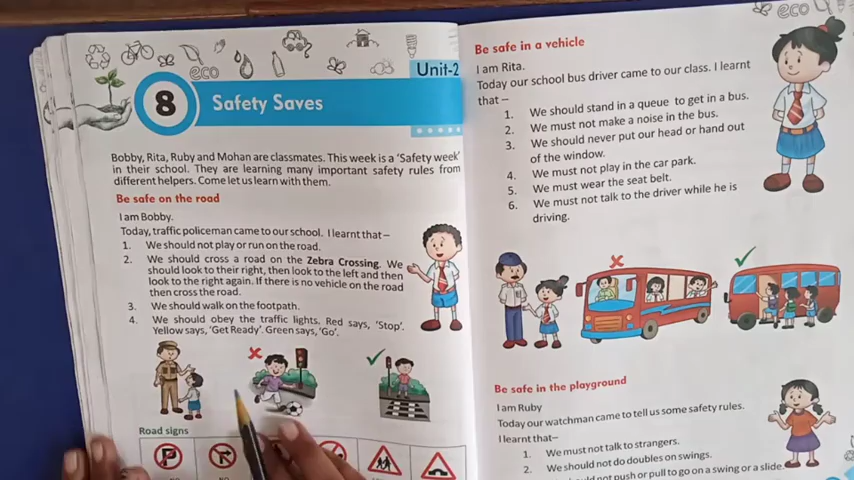 eco
Unit-2
8
Safety Saves
Bobby, Rita, Ruby and Mohan are classmates. This week is a 'Safety week'
in their school. They are learning many important safety rules from
different helpers. Come let us learn with them.
Be safe on the road
I am Bobby.
Today, traffic policeman came to our school. I learnt that—
1. We should not play or run on the road.
2. We should cross a road on the Zebra Crossing. We
should look to their right, then look to the left and then
look to the right again. If there is no vehicle on the road
then cross the road.
3. We should walk on the footpath.
4. We should obey the traffic lights. Red says, 'Stop'.
Yellow says, 'Get Ready'. Green says, 'Go'.
Road signs
P
NO
eco
Be safe in a vehicle
I am Rita.
Today our school bus driver came to our class. I learnt
that –
1. We should stand in a queue to get in a bus.
2. We must not make a noise in the bus.
3. We should never put our head or hand out
of the window.
4. We must not play in the car park.
5. We must wear the seat belt.
6. We must not talk to the driver while he is
driving.
Be safe in the playground
I am Ruby
Today our watchman came to tell us some safety rules.
I learnt that—
1. We must not talk to strangers.
2. We should not do doubles on swings.
should not push or pull to go on a swing or a slide.